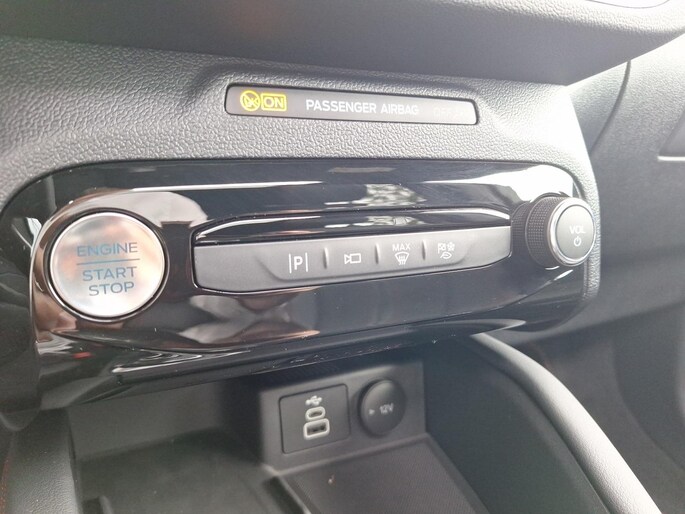 ON PASSENGER AIRBAG
ENGINE
START
STOP
P
MAX
VOL
12V